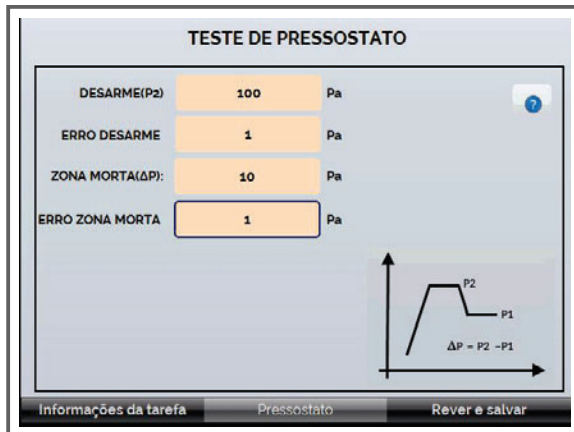 TESTE DE PRESSOSTATO
DESARME(P2) 100 Pa
?
ERRO DESARME 1 Pa
ZONA MORTA(ΔP): 10 Pa
ERRO ZONA MORTA 1 Pa
P2
P1
ΔP = P2 -P1
Informações da tarefa Pressostato Rever e salvar